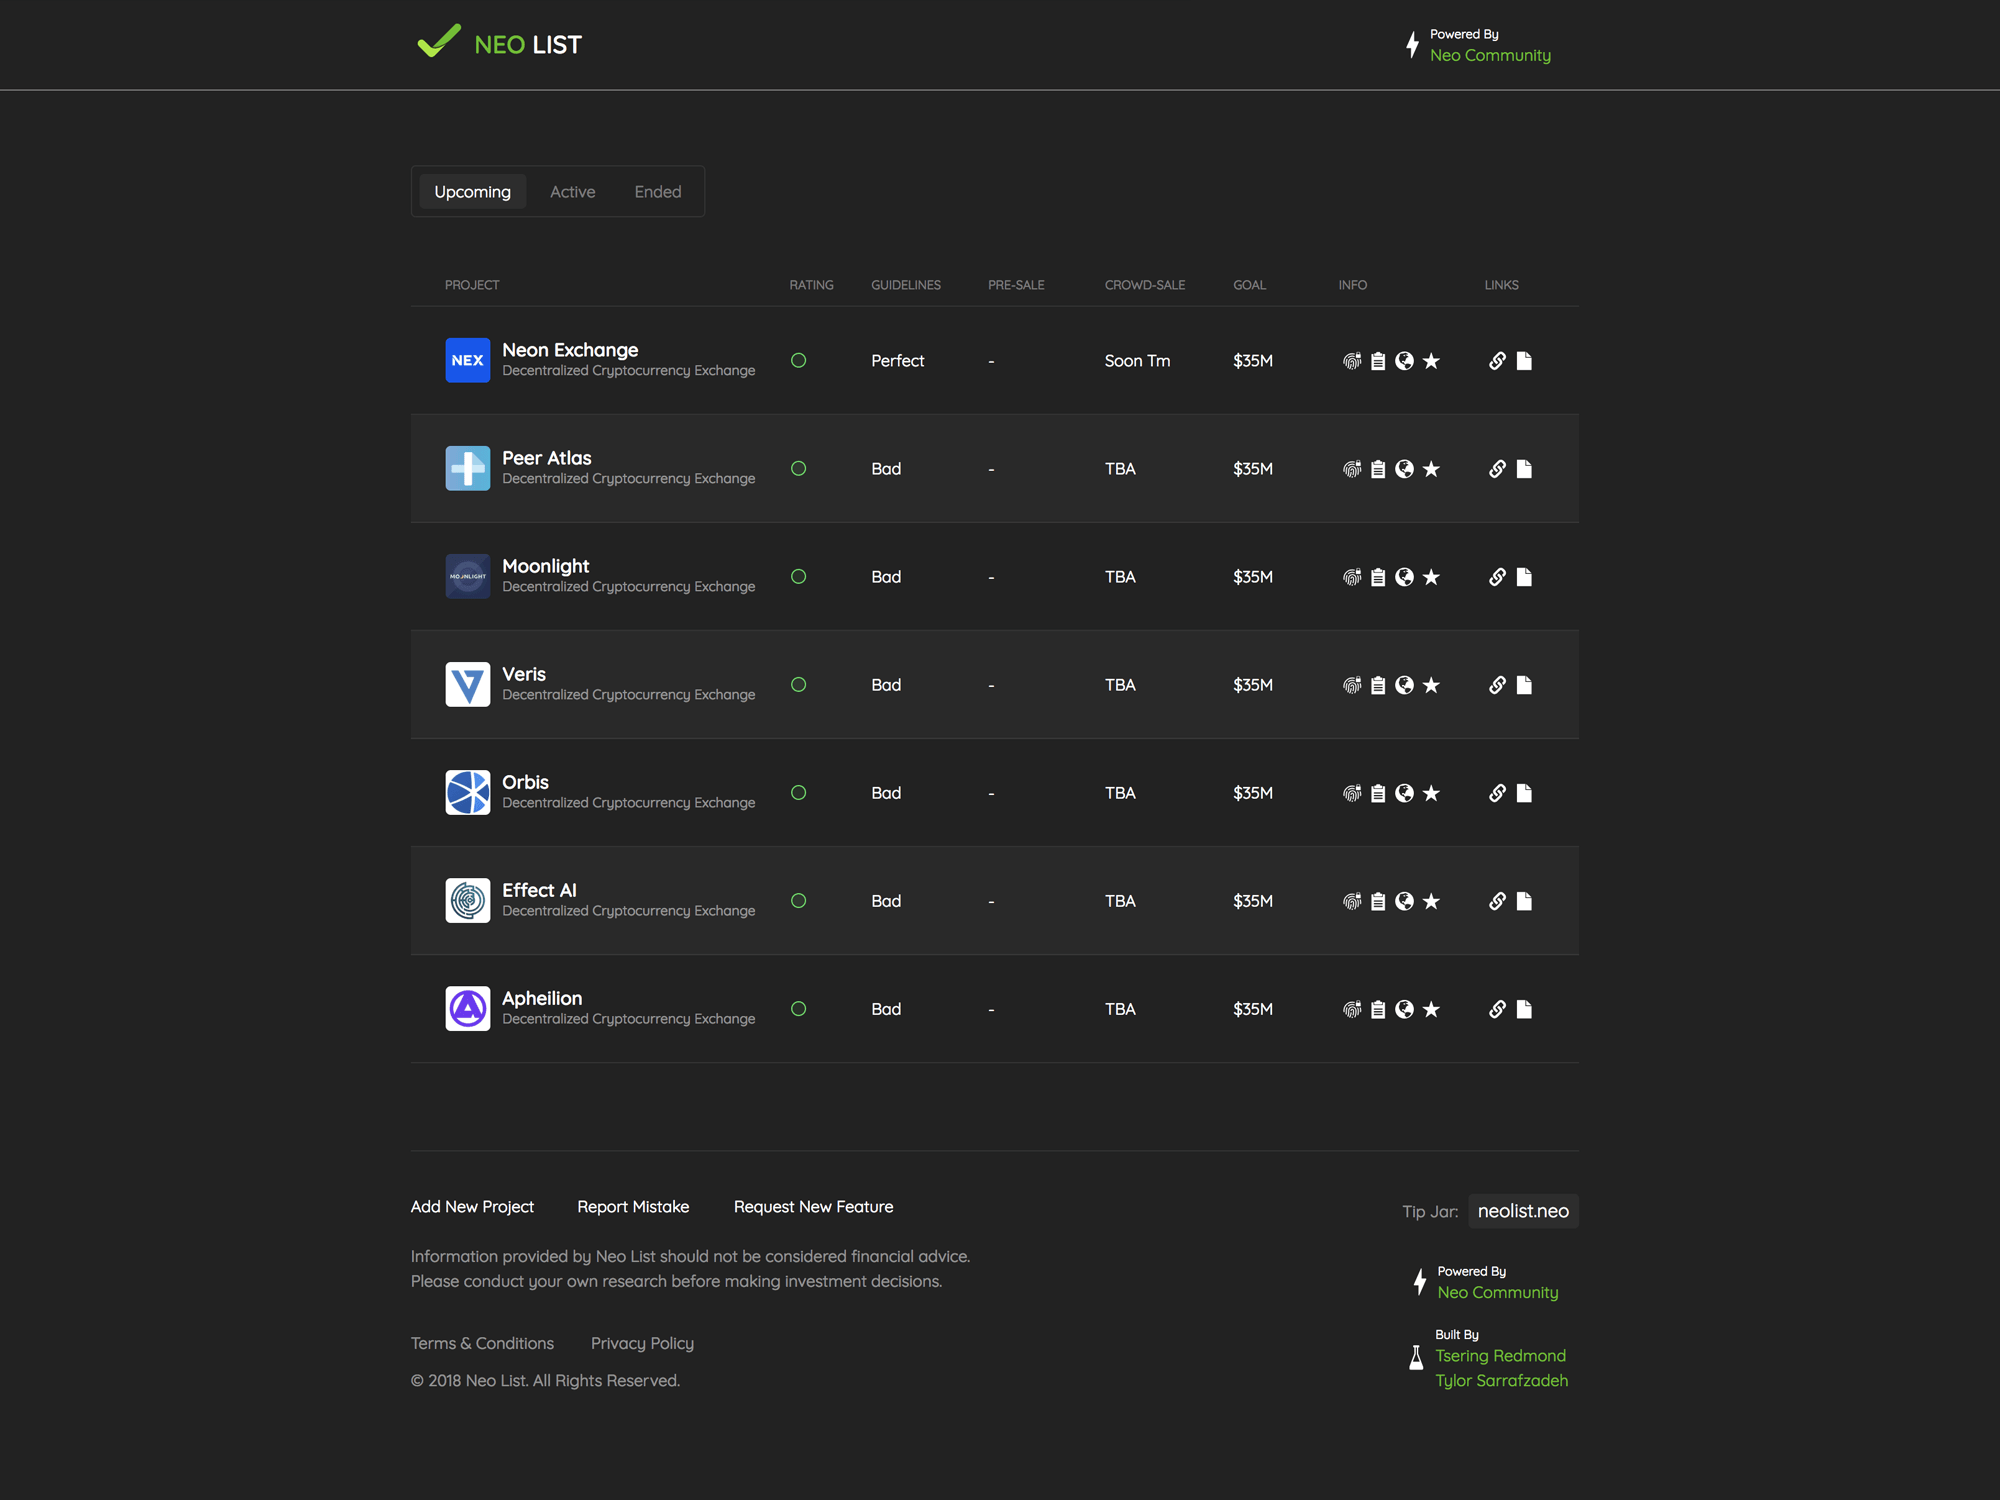 NEO LIST
Powered By
Neo Community
Upcoming Active Ended
PROJECT RATING GUIDELINES PRE-SALE CROWD-SALE GOAL INFO LINKS
NEX
Neon Exchange
Decentralized Cryptocurrency Exchange
Perfect - Soon Tm $35M
Peer Atlas
Decentralized Cryptocurrency Exchange
Bad - TBA $35M
MOONLIGHT
Moonlight
Decentralized Cryptocurrency Exchange
Bad - TBA $35M
Veris
Decentralized Cryptocurrency Exchange
Bad - TBA $35M
Orbis
Decentralized Cryptocurrency Exchange
Bad - TBA $35M
Effect AI
Decentralized Cryptocurrency Exchange
Bad - TBA $35M
Apheilion
Decentralized Cryptocurrency Exchange
Bad - TBA $35M
Add New Project Report Mistake Request New Feature
Tip Jar: neolist.neo
Information provided by Neo List should not be considered financial advice.
Please conduct your own research before making investment decisions.
Powered By
Neo Community
Terms & Conditions Privacy Policy
© 2018 Neo List. All Rights Reserved.
Built By
Tsering Redmond
Tylor Sarrafzadeh